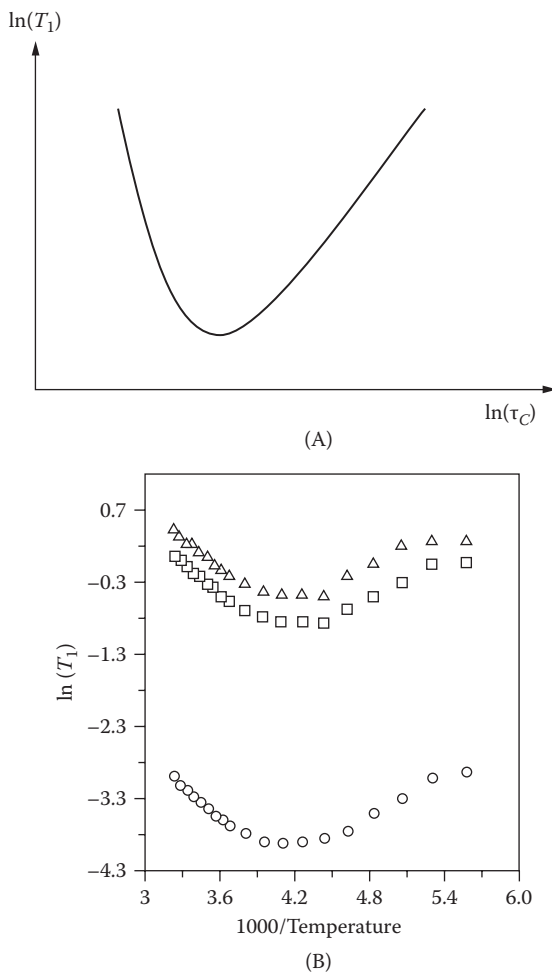 ln(T₁)
ln(τ_C)
(A)
0.7
−0.3
−1.3
ln (T₁)
−2.3
−3.3
−4.3
3 3.6 4.2 4.8 5.4 6.0
1000/Temperature
(B)